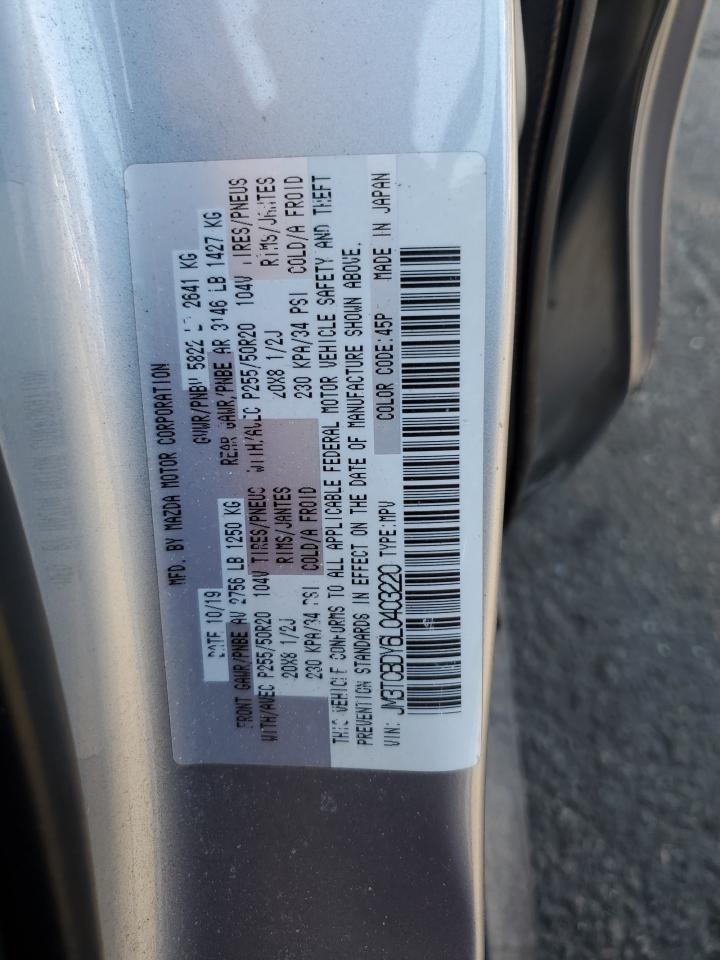 MFD. BY MAZDA MOTOR CORPORATION
DATE 10/19 GVWR/PNBV 5822 LB 2641 KG
FRONT GAWR/PNBE AV 2756 LB 1250 KG REAR GAWR/PNBE AR 3146 LB 1427 KG
WITH/AVEC P255/50R20 104V TIRES/PNEUS WITH/AVEC P255/50R20 104V TIRES/PNEUS
20X8 1/2J RIMS/JANTES 20X8 1/2J RIMS/JANTES
230 KPA/34 PSI COLD/A FROID 230 KPA/34 PSI COLD/A FROID
THIS VEHICLE CONFORMS TO ALL APPLICABLE FEDERAL MOTOR VEHICLE SAFETY AND THEFT
PREVENTION STANDARDS IN EFFECT ON THE DATE OF MANUFACTURE SHOWN ABOVE.
VIN: JM3TCBDY6L0403220 TYPE:MPV COLOR CODE:45P MADE IN JAPAN